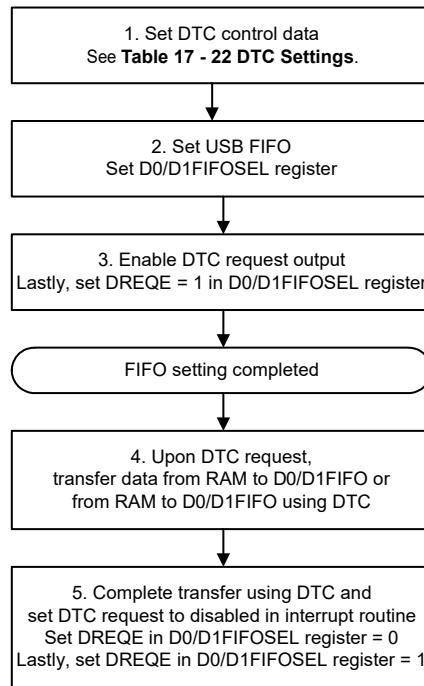 1. Set DTC control data
See Table 17 - 22 DTC Settings.
2. Set USB FIFO
Set D0/D1FIFOSEL register
3. Enable DTC request output
Lastly, set DREQE = 1 in D0/D1FIFOSEL register
FIFO setting completed
4. Upon DTC request,
transfer data from RAM to D0/D1FIFO or
from RAM to D0/D1FIFO using DTC
5. Complete transfer using DTC and
set DTC request to disabled in interrupt routine
Set DREQE in D0/D1FIFOSEL register = 0
Lastly, set DREQE in D0/D1FIFOSEL register = 1